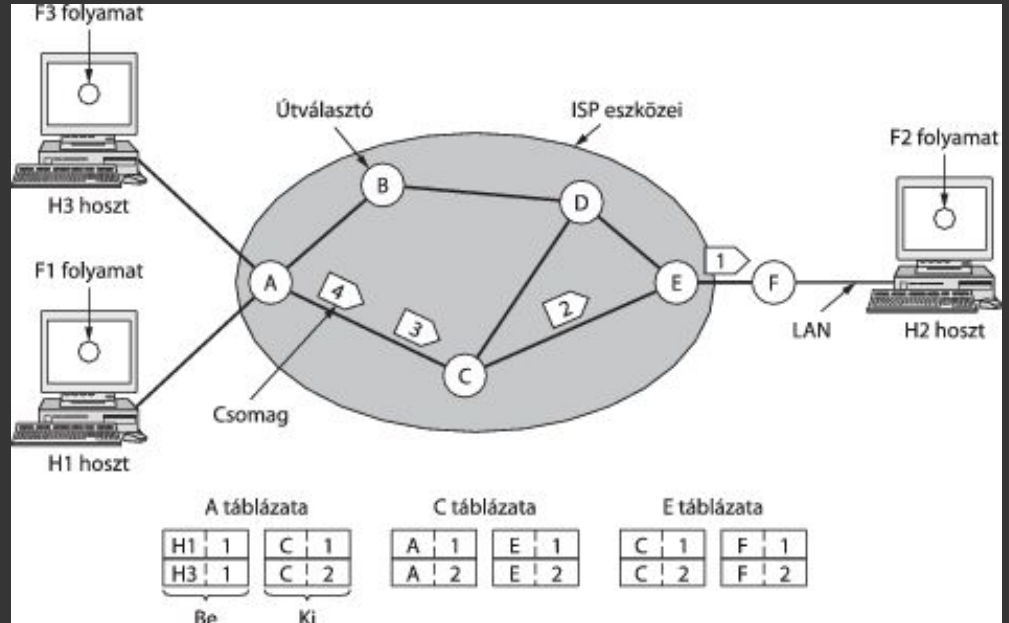 F3 folyamat
Útválasztó
ISP eszközei
F2 folyamat
H3 hoszt
B
D
F1 folyamat
A
4
3
2
E
1
F
C
LAN
H2 hoszt
Csomag
H1 hoszt
A táblázata
C táblázata
E táblázata
H1 1 C 1 A 1 E 1 C 1 F 1
H3 1 C 2 A 2 E 2 C 2 F 2
Be Ki